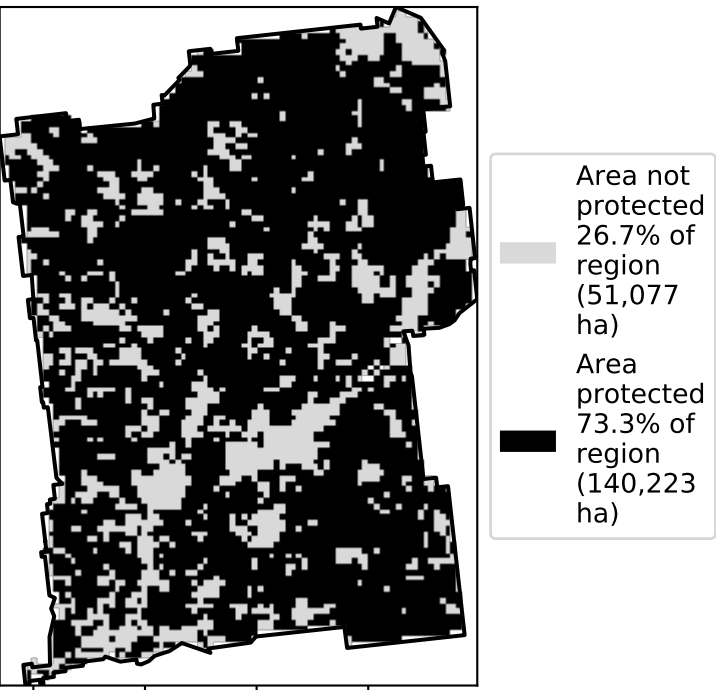 Area not
protected
26.7% of
region
(51,077
ha)
Area
protected
73.3% of
region
(140,223
ha)